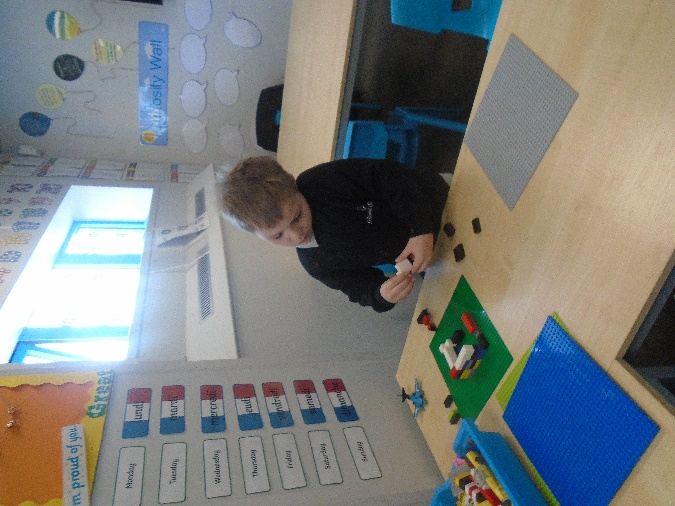 Curiosity Wall
Great
I'm proud of you
lundi
mardi
mercredi
jeudi
vendredi
samedi
dimanche
Monday
Tuesday
Wednesday
Thursday
Friday
Saturday
Sunday